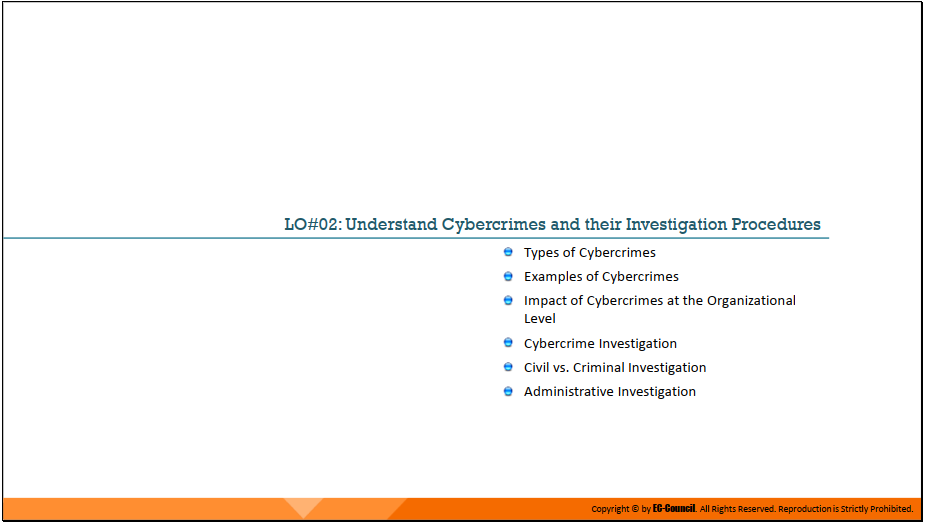 LO#02: Understand Cybercrimes and their Investigation Procedures
Types of Cybercrimes
Examples of Cybercrimes
Impact of Cybercrimes at the Organizational
Level
Cybercrime Investigation
Civil vs. Criminal Investigation
Administrative Investigation
Copyright © by EC-Council. All Rights Reserved. Reproduction is Strictly Prohibited.